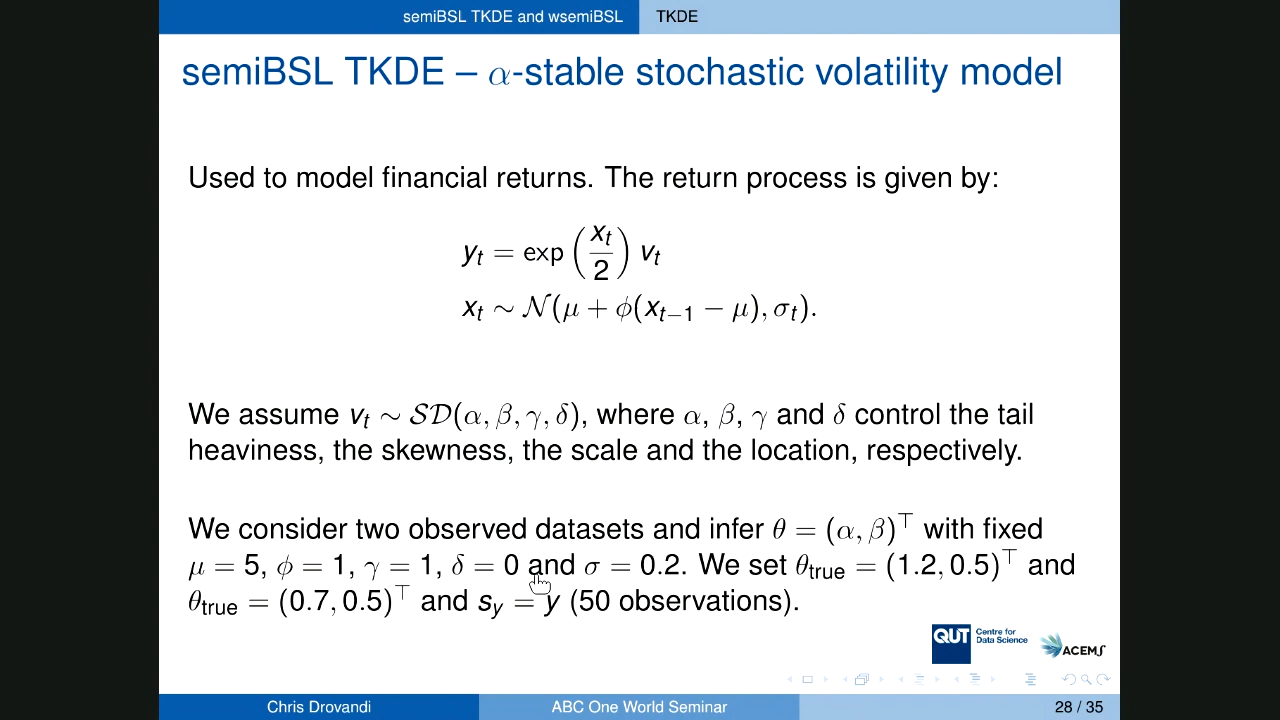 semiBSL TKDE and wsemiBSL TKDE
semiBSL TKDE – α-stable stochastic volatility model
Used to model financial returns. The return process is given by:
y_t = exp(x_t/2) v_t
x_t ∼ 𝒩(μ + φ(x_{t−1} − μ), σ_t).
We assume v_t ∼ 𝒮𝒟(α, β, γ, δ), where α, β, γ and δ control the tail
heaviness, the skewness, the scale and the location, respectively.
We consider two observed datasets and infer θ = (α, β)^⊤ with fixed
μ = 5, φ = 1, γ = 1, δ = 0 and σ = 0.2. We set θ_true = (1.2, 0.5)^⊤ and
θ_true = (0.7, 0.5)^⊤ and s_y = y (50 observations).
QUT Centre for
Data Science
ACEMS
Chris Drovandi ABC One World Seminar 28 / 35